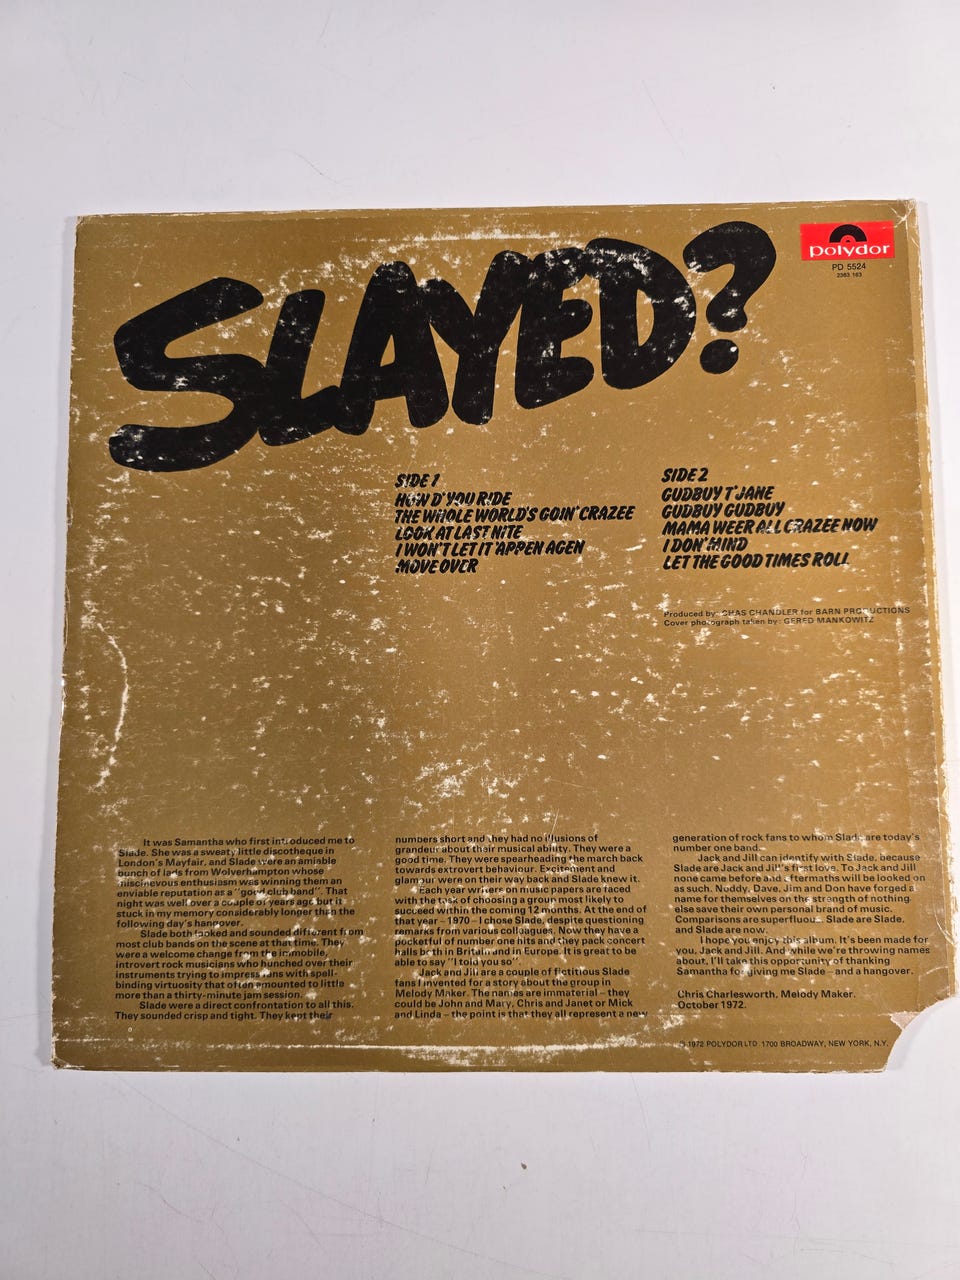 SLAYED?
polydor
PD 5524
2383 163
SIDE 1
HOW D'YOU RIDE
THE WHOLE WORLD'S GOIN' CRAZEE
LOOK AT LAST NITE
I WON'T LET IT 'APPEN AGEN
MOVE OVER
SIDE 2
GUDBUY T'JANE
GUDBUY GUDBUY
MAMA WEER ALL CRAZEE NOW
I DON' MIND
LET THE GOOD TIMES ROLL
Produced by: CHAS CHANDLER for BARN PRODUCTIONS
Cover photograph taken by: GERED MANKOWITZ
It was Samantha who first introduced me to
Slade. She was a sweaty little discotheque in
London's Mayfair, and Slade were an amiable
bunch of lads from Wolverhampton whose
mischievous enthusiasm was winning them an
enviable reputation as a "good club band". That
night was well over a couple of years ago but it
stuck in my memory considerably longer than the
following day's hangover.
Slade both looked and sounded different from
most club bands on the scene at that time. They
were a welcome change from the immobile,
introvert rock musicians who hunched over their
instruments trying to impress fans with spell-
binding virtuosity that often amounted to little
more than a thirty-minute jam session.
Slade were a direct confrontation to all this.
They sounded crisp and tight. They kept their
numbers short and they had no illusions of
grandeur about their musical ability. They were a
good time. They were spearheading the march back
towards extrovert behaviour. Excitement and
glamour were on their way back and Slade knew it.
Each year writers on music papers are faced
with the task of choosing a group most likely to
succeed within the coming 12 months. At the end of
that year – 1970 – I chose Slade, despite questioning
remarks from various colleagues. Now they have a
pocketful of number one hits and they pack concert
halls both in Britain and in Europe. It is great to be
able to say "I told you so".
Jack and Jill are a couple of fictitious Slade
fans I invented for a story about the group in
Melody Maker. The names are immaterial – they
could be John and Mary, Chris and Janet or Mick
and Linda – the point is that they all represent a new
generation of rock fans to whom Slade are today's
number one band.
Jack and Jill can identify with Slade, because
Slade are Jack and Jill's first love. To Jack and Jill
none came before and aftermaths will be looked on
as such. Noddy, Dave, Jim and Don have forged a
name for themselves on the strength of nothing
else save their own personal brand of music.
Comparisons are superfluous. Slade are Slade,
and Slade are now.
I hope you enjoy this album. It's been made for
you, Jack and Jill. And while we're throwing names
about, I'll take this opportunity of thanking
Samantha for giving me Slade – and a hangover.
Chris Charlesworth, Melody Maker.
October 1972.
℗ 1972 POLYDOR LTD. 1700 BROADWAY, NEW YORK, N.Y.